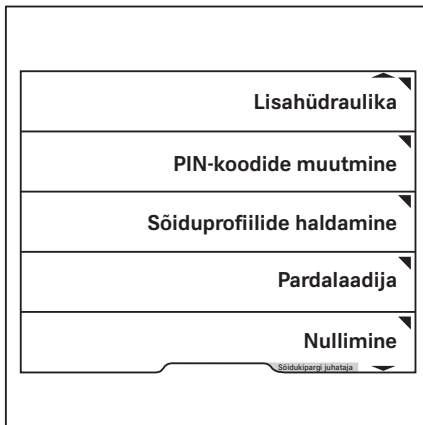 Lisahüdraulika
PIN-koodide muutmine
Sõiduprofiilide haldamine
Pardalaadija
Nullimine
Sõidukipargi juhataja